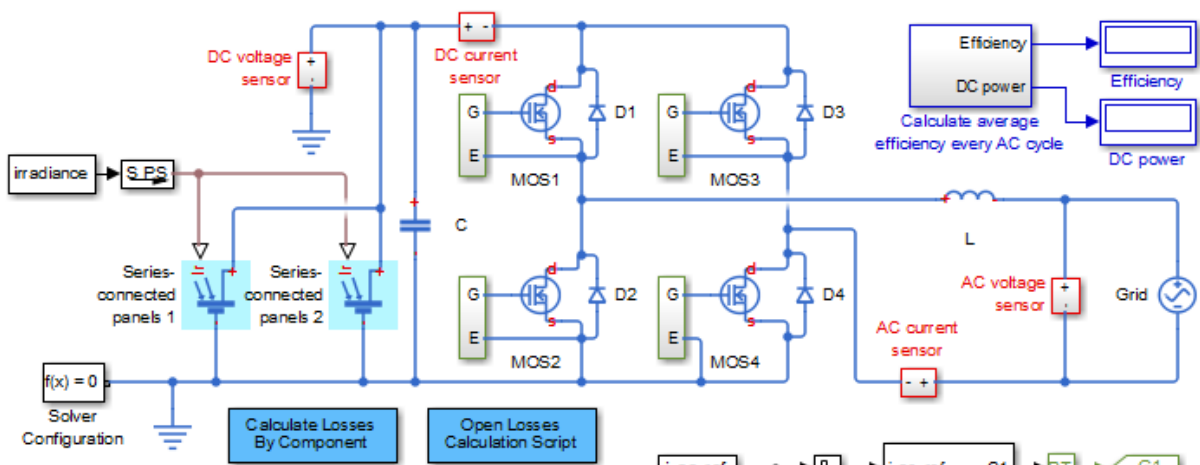 DC voltage
sensor
+
-
+ -
DC current
sensor
Efficiency
DC power
Calculate average
efficiency every AC cycle
Efficiency
DC power
G
E
d
s
D1
MOS1
G
E
d
s
D3
MOS3
irradiance
S PS
+
C
+
L
Series-
connected
panels 1
Ir
+
Series-
connected
panels 2
Ir
+
G
E
d
s
D2
MOS2
G
E
d
s
D4
MOS4
AC voltage
sensor
+
-
Grid
AC current
sensor
- +
f(x) = 0
Solver
Configuration
Calculate Losses
By Component
Open Losses
Calculation Script